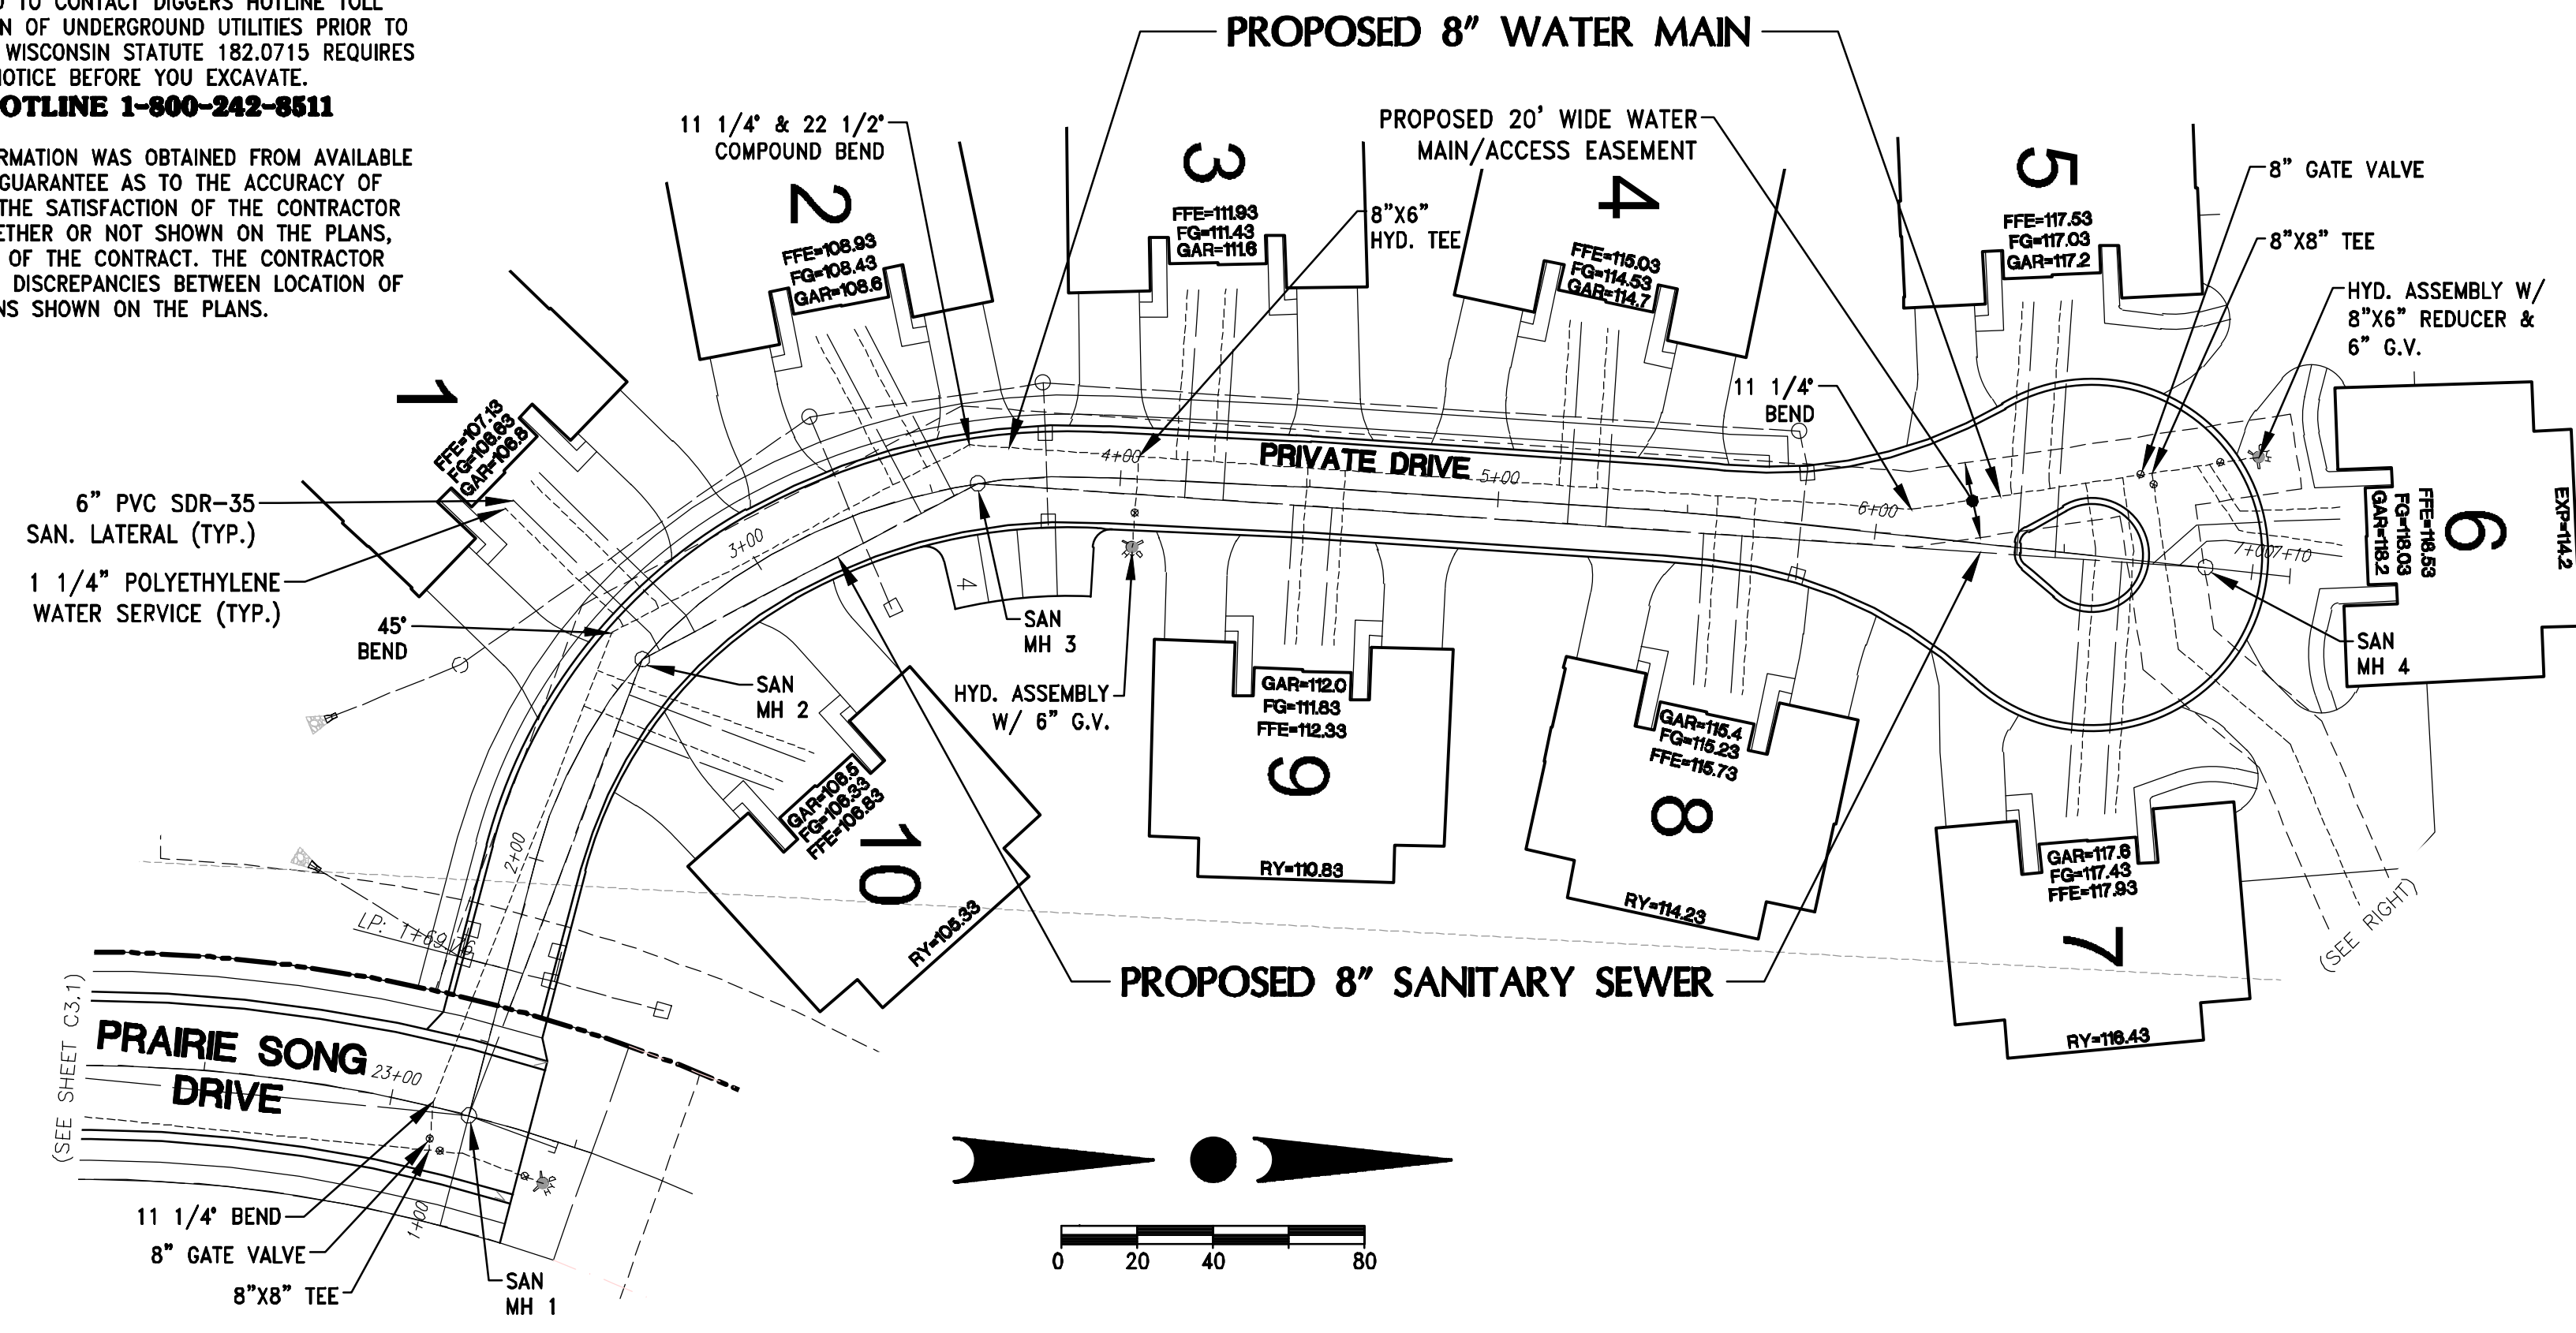 TO CONTACT DIGGERS HOTLINE TOLL
OF UNDERGROUND UTILITIES PRIOR TO
WISCONSIN STATUTE 182.0715 REQUIRES
NOTICE BEFORE YOU EXCAVATE.
HOTLINE 1-800-242-8511
WAS OBTAINED FROM AVAILABLE
GUARANTEE AS TO THE ACCURACY OF
THE SATISFACTION OF THE CONTRACTOR
OR NOT SHOWN ON THE PLANS,
OF THE CONTRACT. THE CONTRACTOR
DISCREPANCIES BETWEEN LOCATION OF
SHOWN ON THE PLANS.
PROPOSED 8" WATER MAIN
11 1/4° & 22 1/2°
COMPOUND BEND
PROPOSED 20' WIDE WATER
MAIN/ACCESS EASEMENT
8"X6"
HYD. TEE
8" GATE VALVE
8"X8" TEE
HYD. ASSEMBLY W/
8"X6" REDUCER &
6" G.V.
11 1/4°
BEND
1
FFE=107.13
FG=106.63
GAR=106.8
2
FFE=108.93
FG=108.43
GAR=108.6
3
FFE=111.93
FG=111.43
GAR=111.6
4
FFE=115.03
FG=114.53
GAR=114.7
5
FFE=117.53
FG=117.03
GAR=117.2
6
EXP=114.2
FFE=118.53
FG=118.03
GAR=118.2
PRIVATE DRIVE
1+00
2+00
3+00
4+00
5+00
6+00
7+00
7+10
4
6" PVC SDR-35
SAN. LATERAL (TYP.)
1 1/4" POLYETHYLENE
WATER SERVICE (TYP.)
45°
BEND
SAN
MH 2
SAN
MH 3
HYD. ASSEMBLY
W/ 6" G.V.
SAN
MH 4
GAR=106.5
FG=106.33
FFE=106.83
10
RY=105.33
GAR=112.0
FG=111.83
FFE=112.33
9
RY=110.83
GAR=115.4
FG=115.23
FFE=115.73
8
RY=114.23
GAR=117.6
FG=117.43
FFE=117.93
7
RY=116.43
(SEE RIGHT)
PROPOSED 8" SANITARY SEWER
LP:
(SEE SHEET C3.1)
PRAIRIE SONG
DRIVE
23+00
11 1/4° BEND
8" GATE VALVE
8"X8" TEE
SAN
MH 1
0 20 40 80